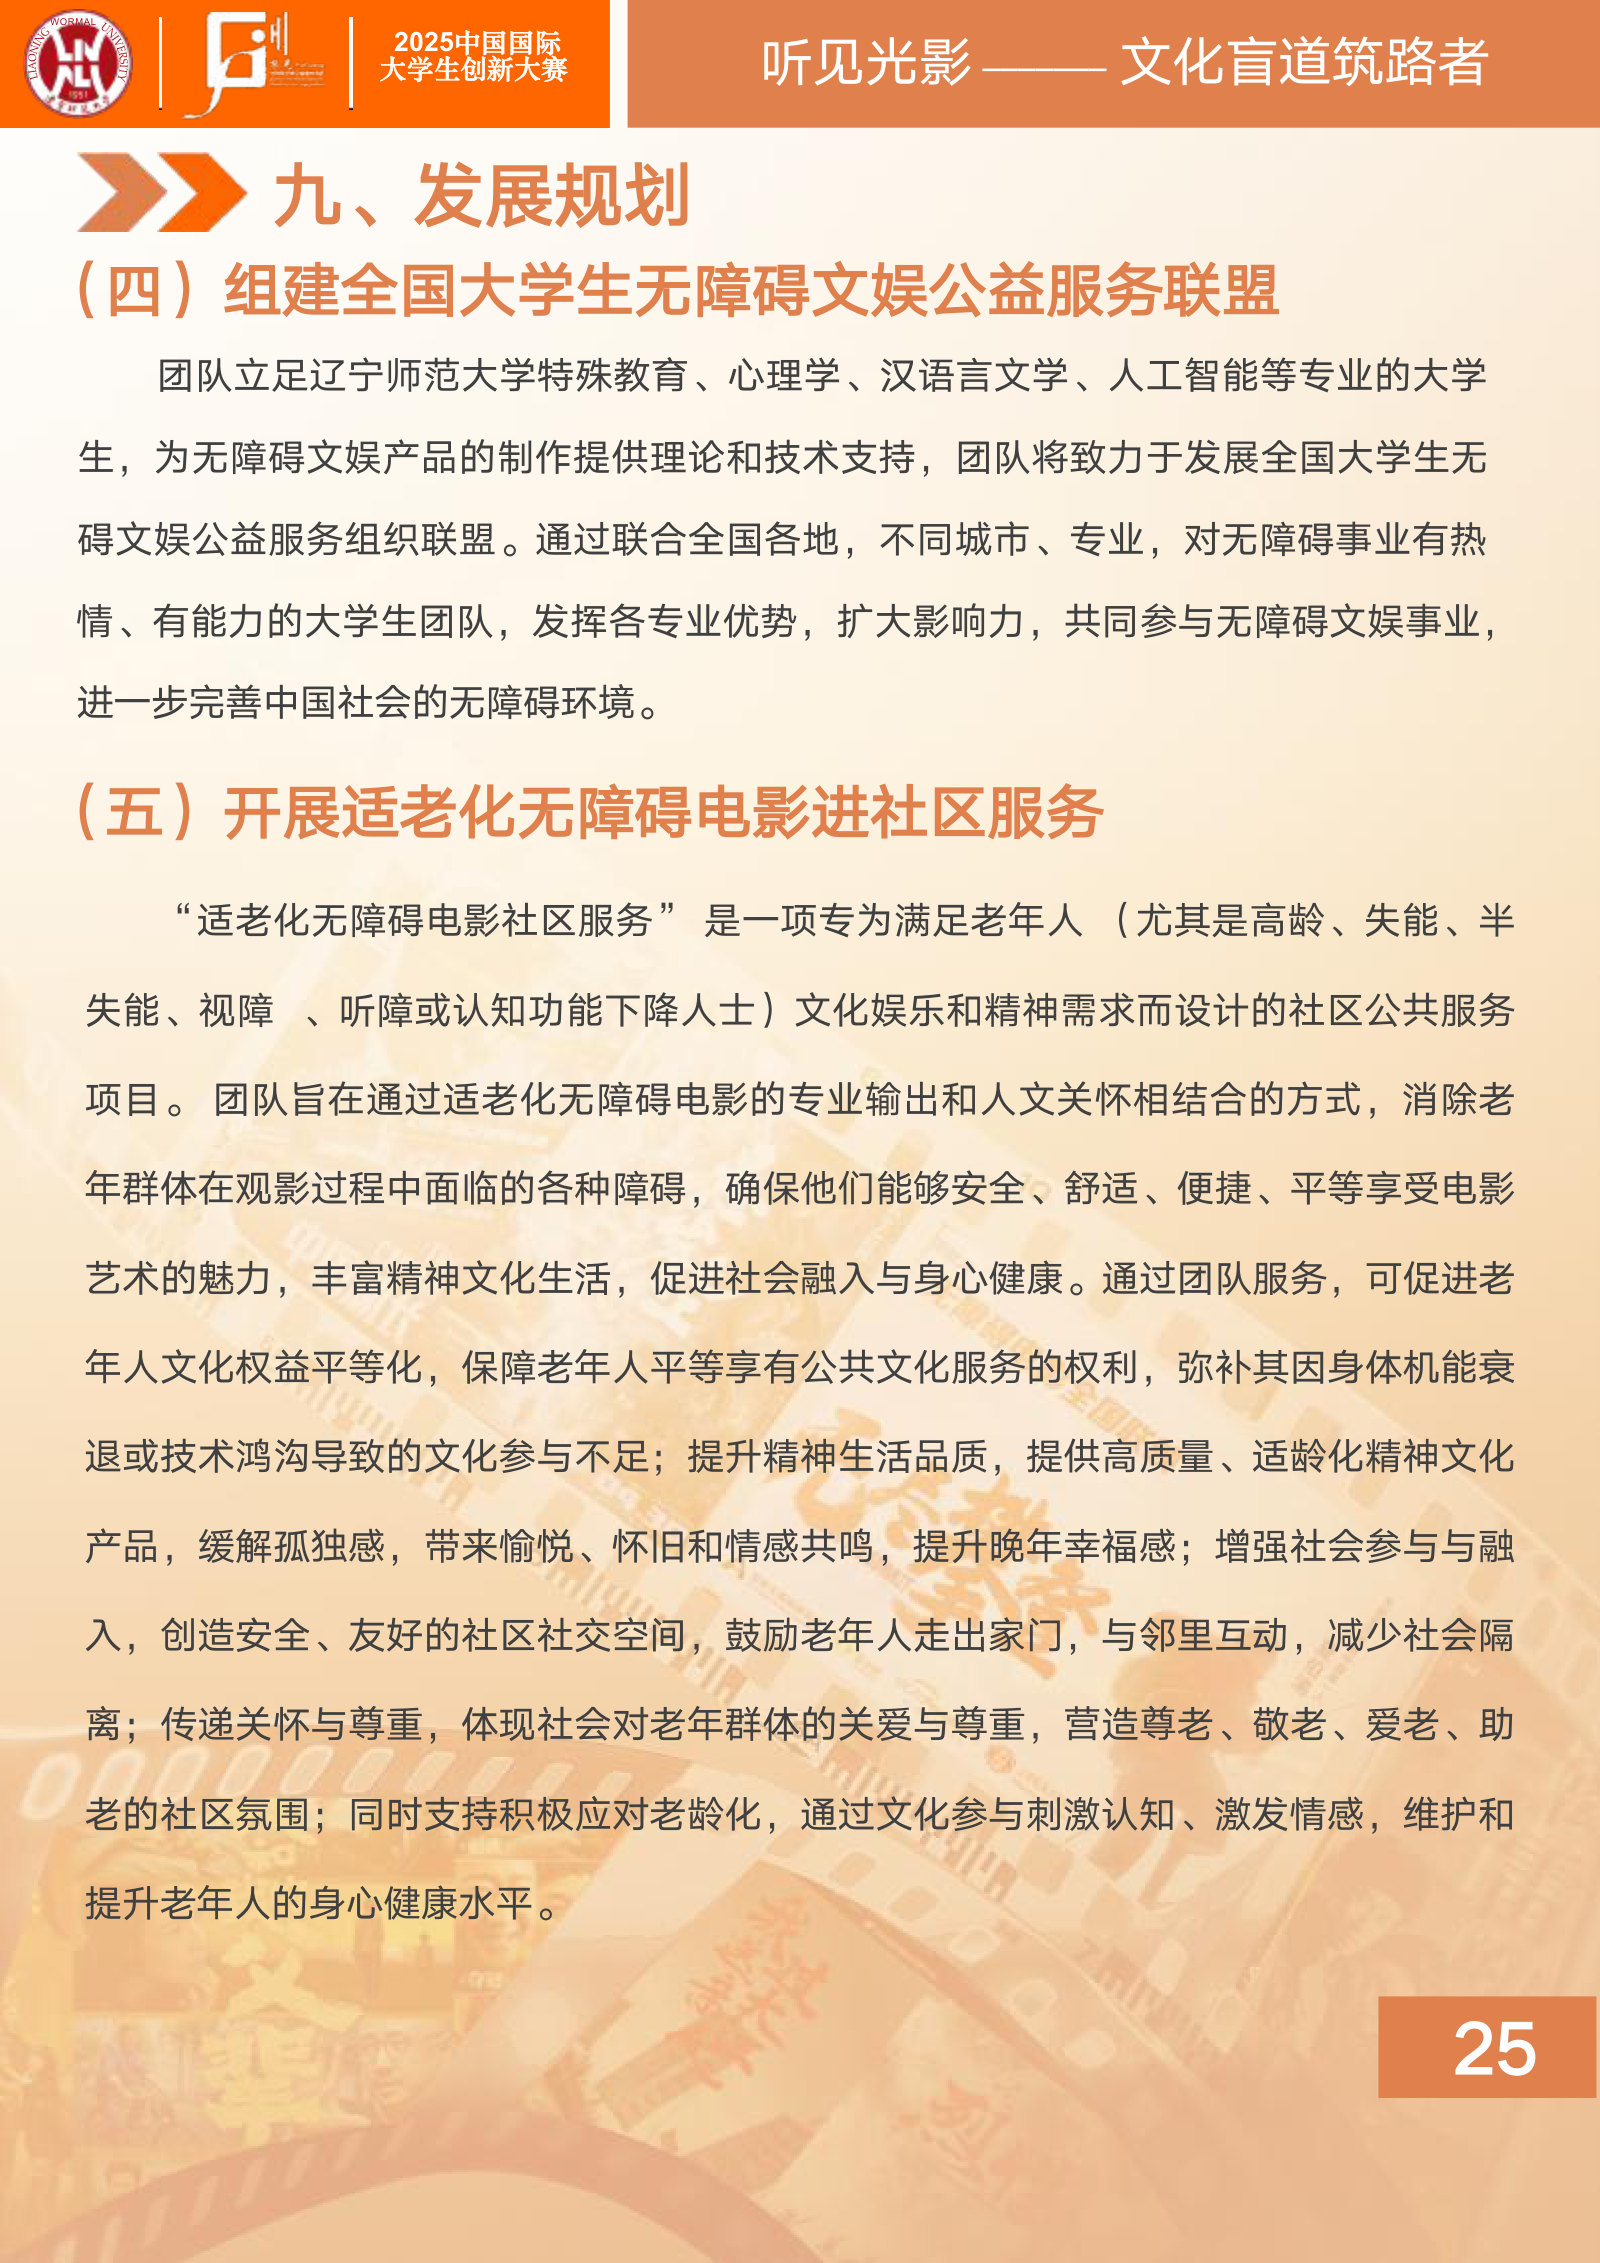 LIAONING WORMAL UNIVERSITY
1951
2025中国国际
大学生创新大赛
听见光影 ——— 文化盲道筑路者
九、发展规划
（四）组建全国大学生无障碍文娱公益服务联盟
团队立足辽宁师范大学特殊教育、心理学、汉语言文学、人工智能等专业的大学
生，为无障碍文娱产品的制作提供理论和技术支持，团队将致力于发展全国大学生无
碍文娱公益服务组织联盟。通过联合全国各地，不同城市、专业，对无障碍事业有热
情、有能力的大学生团队，发挥各专业优势，扩大影响力，共同参与无障碍文娱事业，
进一步完善中国社会的无障碍环境。
（五）开展适老化无障碍电影进社区服务
“适老化无障碍电影社区服务” 是一项专为满足老年人 （尤其是高龄、失能、半
失能、视障 、听障或认知功能下降人士）文化娱乐和精神需求而设计的社区公共服务
项目。 团队旨在通过适老化无障碍电影的专业输出和人文关怀相结合的方式，消除老
年群体在观影过程中面临的各种障碍，确保他们能够安全、舒适、便捷、平等享受电影
艺术的魅力，丰富精神文化生活，促进社会融入与身心健康。通过团队服务，可促进老
年人文化权益平等化，保障老年人平等享有公共文化服务的权利，弥补其因身体机能衰
退或技术鸿沟导致的文化参与不足；提升精神生活品质，提供高质量、适龄化精神文化
产品，缓解孤独感，带来愉悦、怀旧和情感共鸣，提升晚年幸福感；增强社会参与与融
入，创造安全、友好的社区社交空间，鼓励老年人走出家门，与邻里互动，减少社会隔
离；传递关怀与尊重，体现社会对老年群体的关爱与尊重，营造尊老、敬老、爱老、助
老的社区氛围；同时支持积极应对老龄化，通过文化参与刺激认知、激发情感，维护和
提升老年人的身心健康水平。
25